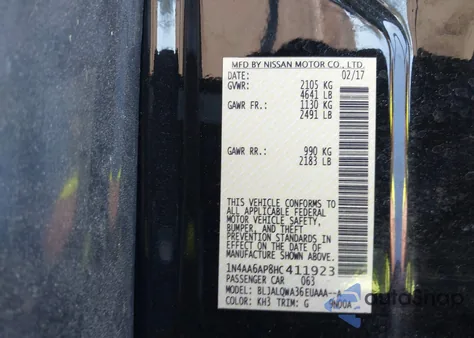 MFD BY NISSAN MOTOR CO., LTD.
DATE: 02/17
GVWR: 2105 KG
4641 LB
GAWR FR.: 1130 KG
2491 LB
GAWR RR.: 990 KG
2183 LB
THIS VEHICLE CONFORMS TO
ALL APPLICABLE FEDERAL
MOTOR VEHICLE SAFETY,
BUMPER, AND THEFT
PREVENTION STANDARDS
IN EFFECT ON THE DATE OF
MANUFACTURE SHOWN ABOVE.
1N4AA6AP8HC411923
PASSENGER CAR 063
MODEL: BLJALQWA36EUAAA--A
COLOR: KH3 TRIM: G
autosnap